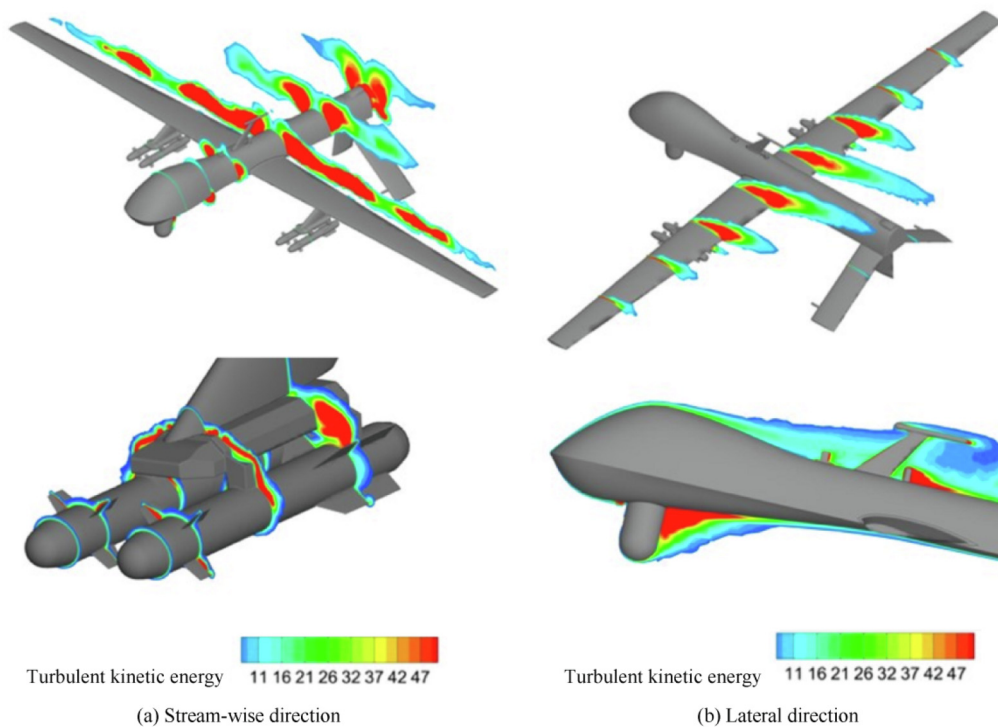 Turbulent kinetic energy
11 16 21 26 32 37 42 47
(a) Stream-wise direction
Turbulent kinetic energy
11 16 21 26 32 37 42 47
(b) Lateral direction